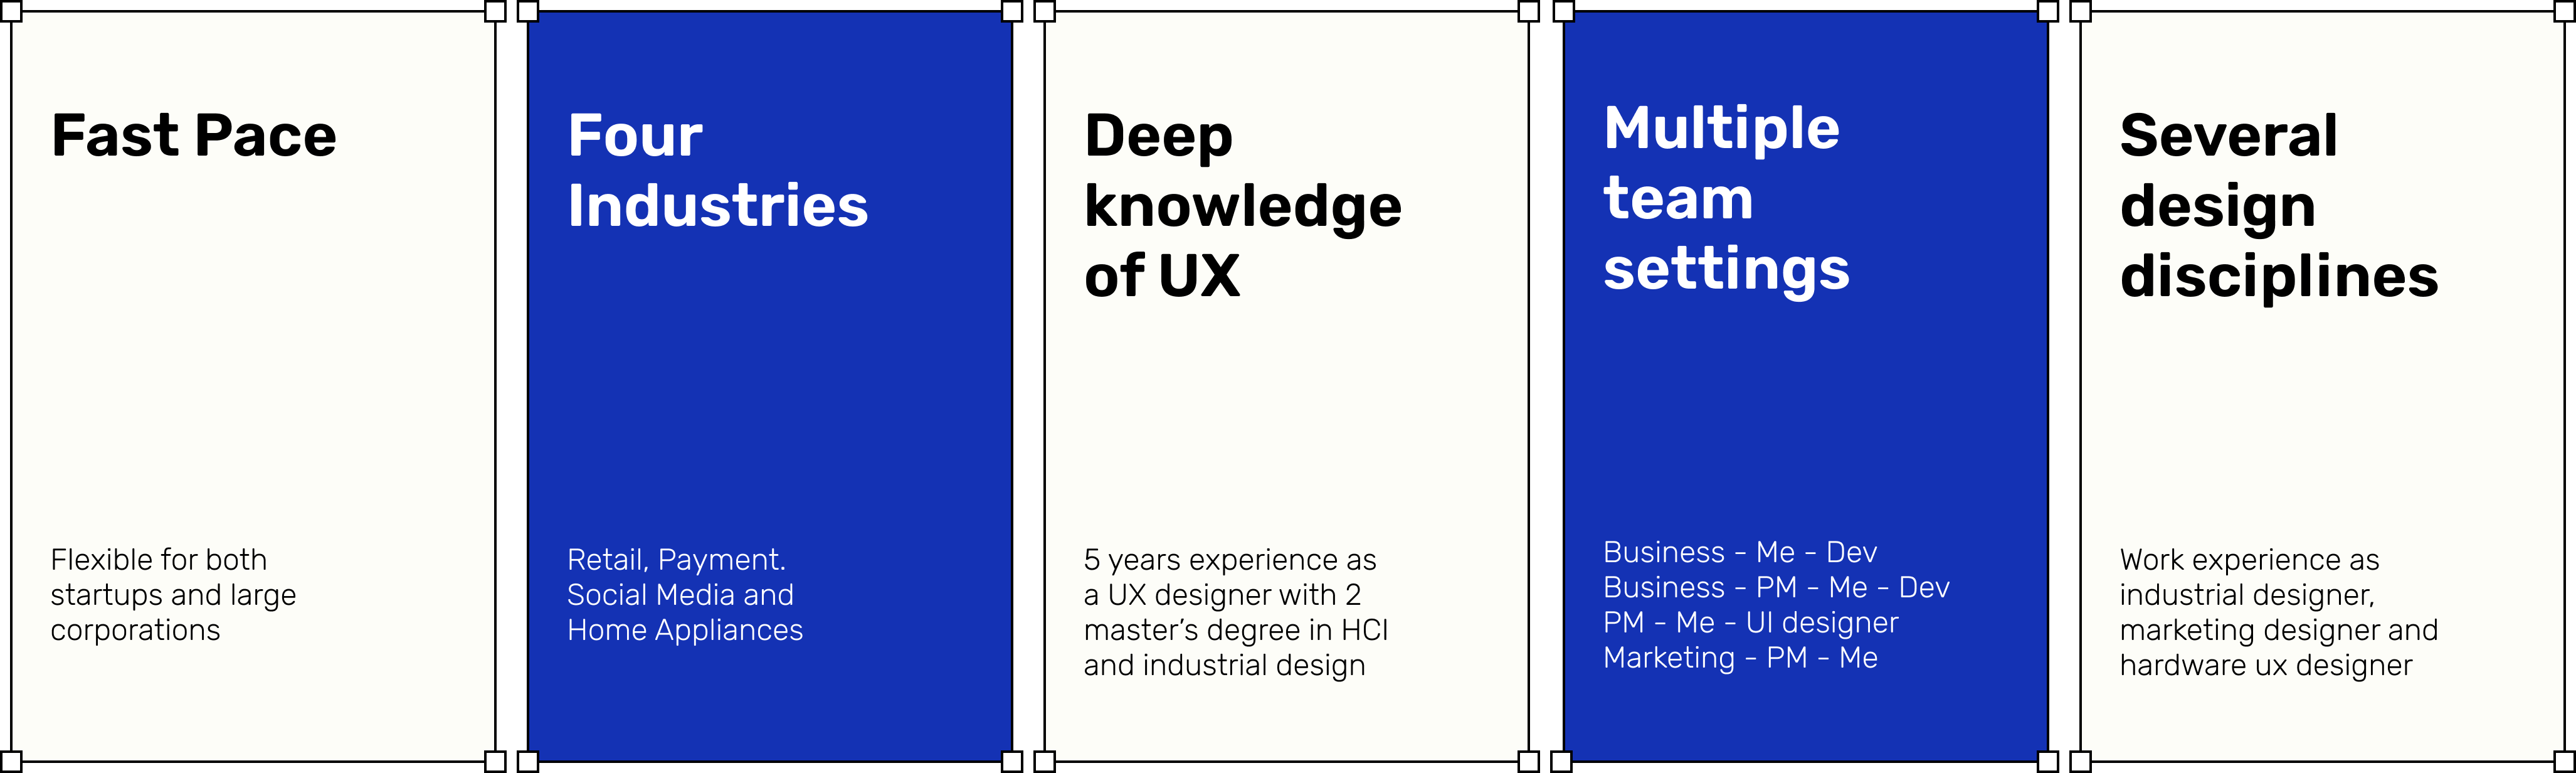 Fast Pace
Flexible for both
startups and large
corporations
Four
Industries
Retail, Payment.
Social Media and
Home Appliances
Deep
knowledge
of UX
5 years experience as
a UX designer with 2
master’s degree in HCI
and industrial design
Multiple
team
settings
Business - Me - Dev
Business - PM - Me - Dev
PM - Me - UI designer
Marketing - PM - Me
Several
design
disciplines
Work experience as
industrial designer,
marketing designer and
hardware ux designer